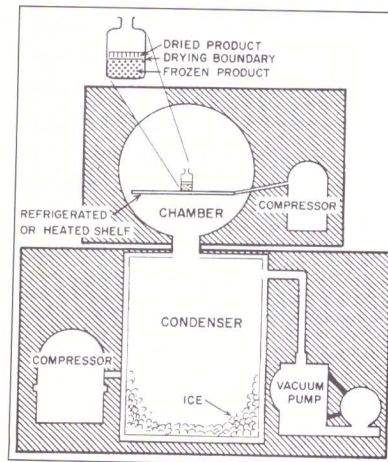 DRIED PRODUCT
DRYING BOUNDARY
FROZEN PRODUCT
REFRIGERATED
OR HEATED SHELF
CHAMBER
COMPRESSOR
CONDENSER
COMPRESSOR
ICE
VACUUM
PUMP